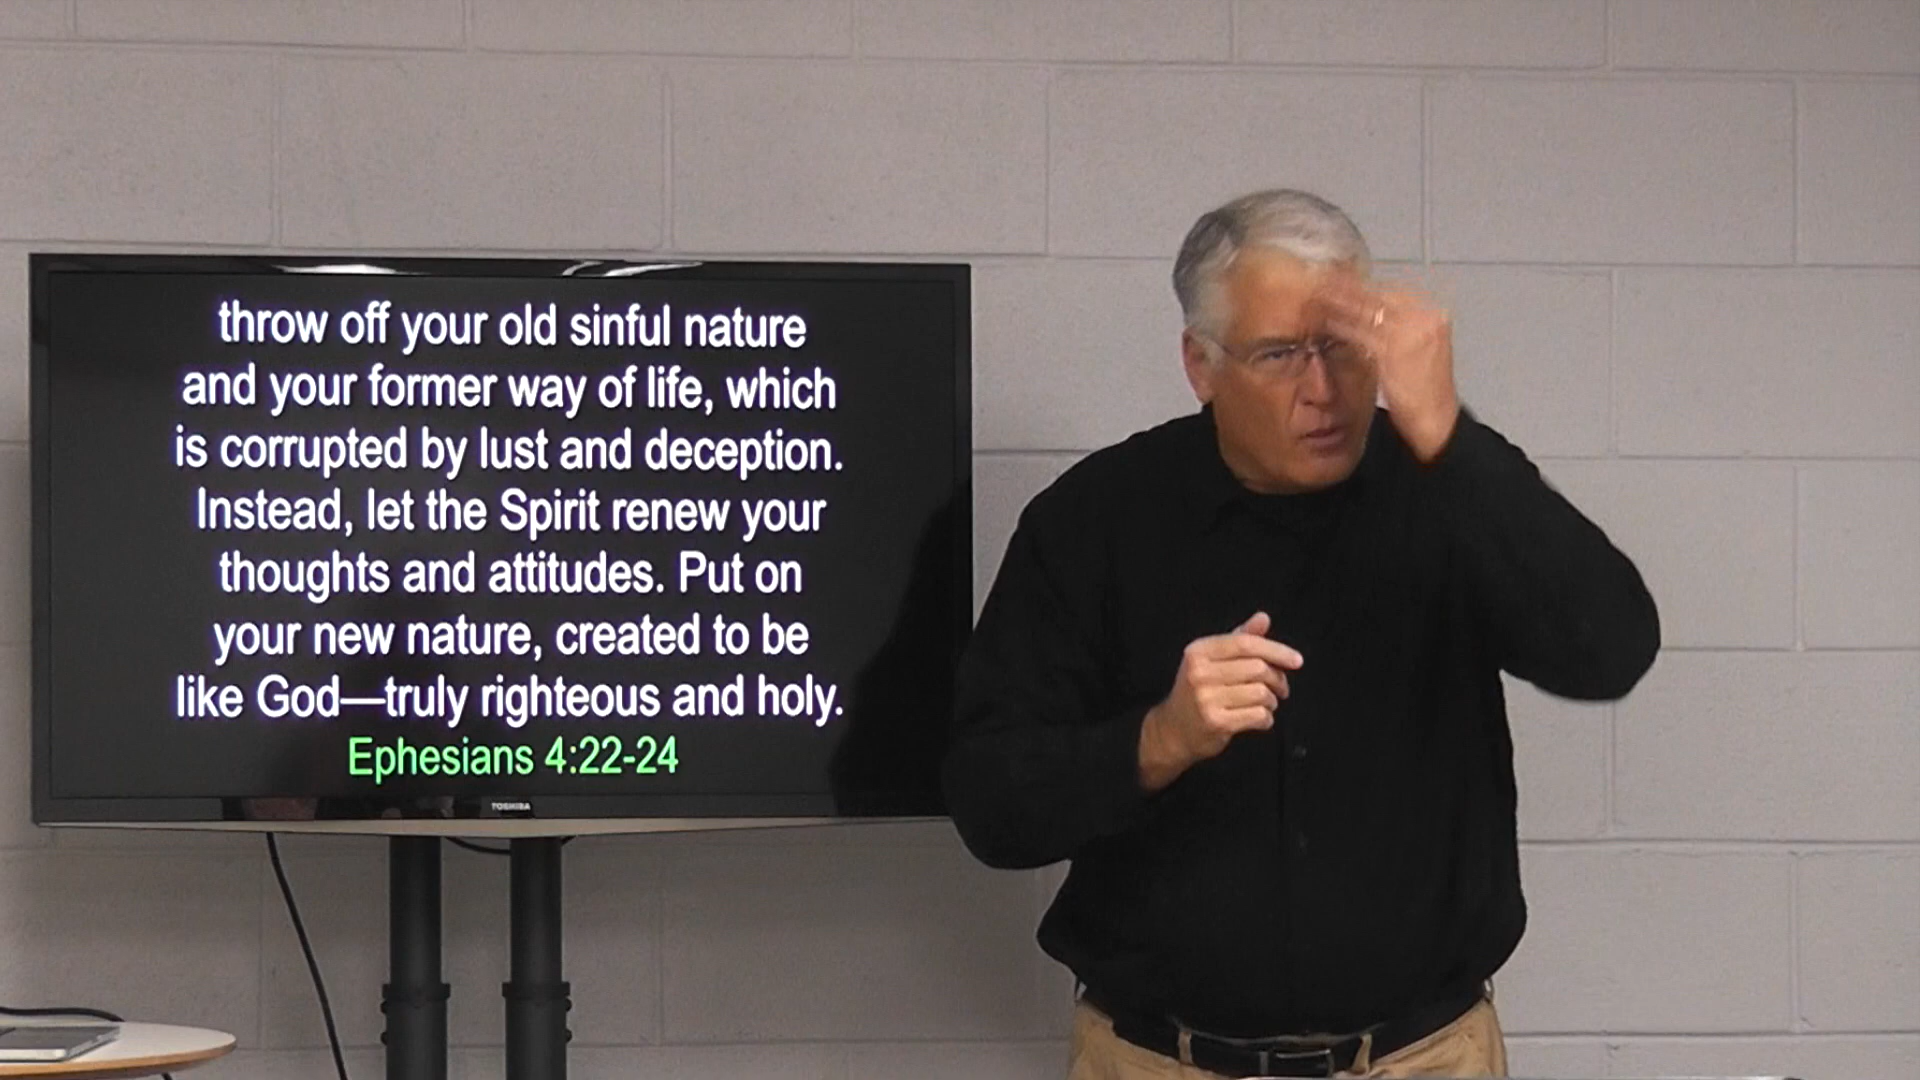 throw off your old sinful nature
and your former way of life, which
is corrupted by lust and deception.
Instead, let the Spirit renew your
thoughts and attitudes. Put on
your new nature, created to be
like God—truly righteous and holy.
Ephesians 4:22-24
TOSHIBA